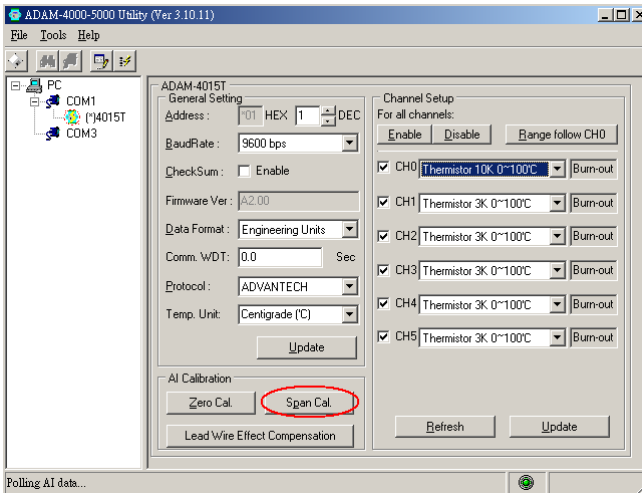 ADAM-4000-5000 Utility (Ver 3.10.11)
File Tools Help
PC
COM1
(*)4015T
COM3
ADAM-4015T
General Setting
Address : *01 HEX 1 DEC
BaudRate : 9600 bps
CheckSum : Enable
Firmware Ver : A2.00
Data Format : Engineering Units
Comm. WDT: 0.0 Sec
Protocol : ADVANTECH
Temp. Unit: Centigrade (℃)
Update
AI Calibration
Zero Cal. Span Cal.
Lead Wire Effect Compensation
Channel Setup
For all channels:
Enable Disable Range follow CH0
CH0 Thermistor 10K 0~100℃ Burn-out
CH1 Thermistor 3K 0~100℃ Burn-out
CH2 Thermistor 3K 0~100℃ Burn-out
CH3 Thermistor 3K 0~100℃ Burn-out
CH4 Thermistor 3K 0~100℃ Burn-out
CH5 Thermistor 3K 0~100℃ Burn-out
Refresh Update
Polling AI data...